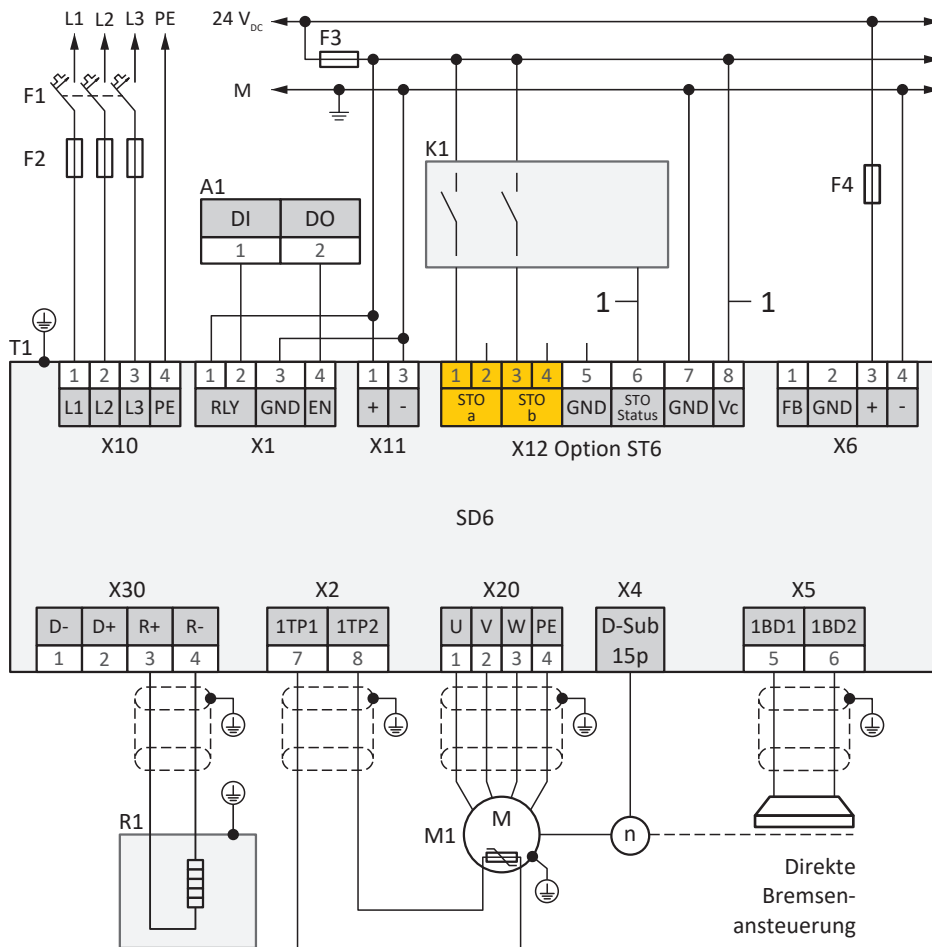 L1 L2 L3 PE
24 V DC
F3
F1
M
F2
K1
A1
F4
DI DO
1 2
1 1
T1
1 2 3 4
L1 L2 L3 PE
X10
1 2 3 4
RLY GND EN
X1
1 3
+ -
X11
1 2 3 4 5 6 7 8
STO a STO b GND STO Status GND Vc
X12 Option ST6
1 2 3 4
FB GND + -
X6
SD6
X30
D- D+ R+ R-
1 2 3 4
X2
1TP1 1TP2
7 8
X20
U V W PE
1 2 3 4
X4
D-Sub
15p
X5
1BD1 1BD2
5 6
R1
M1
M
n
Direkte
Bremsen-
ansteuerung